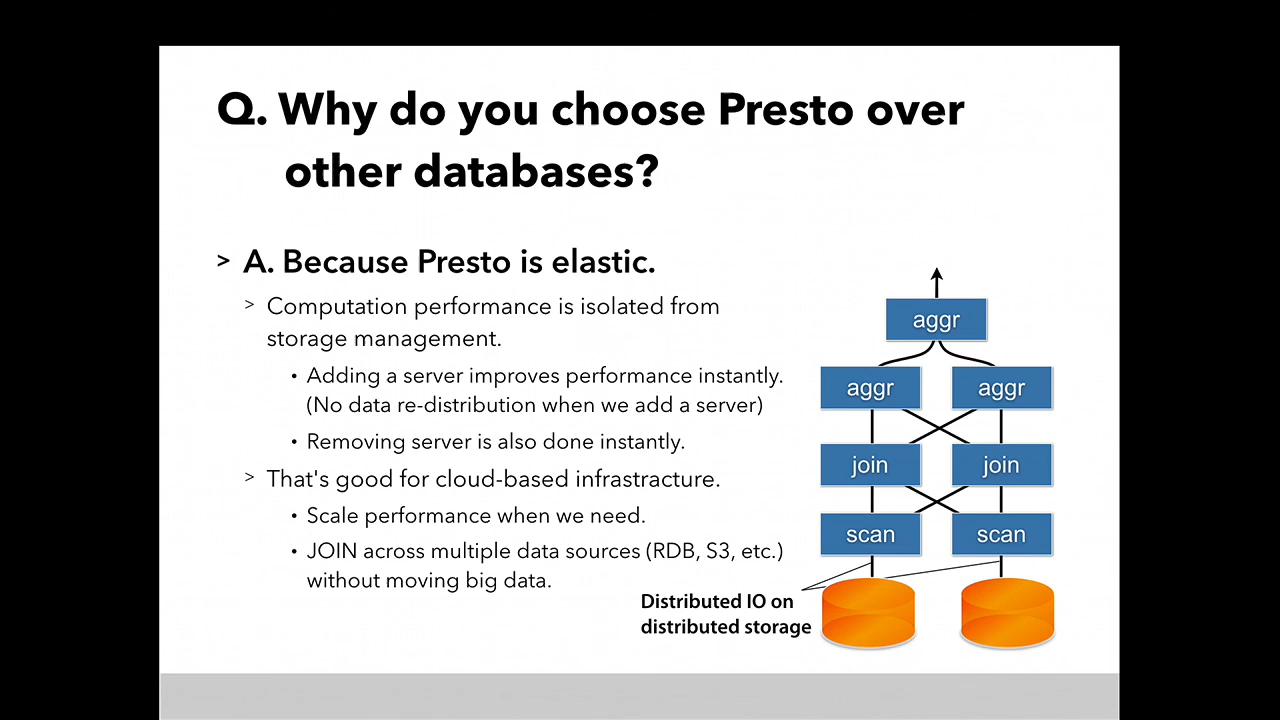 Q. Why do you choose Presto over
other databases?
> A. Because Presto is elastic.
> Computation performance is isolated from
storage management.
• Adding a server improves performance instantly.
(No data re-distribution when we add a server)
• Removing server is also done instantly.
> That's good for cloud-based infrastracture.
• Scale performance when we need.
• JOIN across multiple data sources (RDB, S3, etc.)
without moving big data.
aggr
aggr aggr
join join
scan scan
Distributed IO on
distributed storage